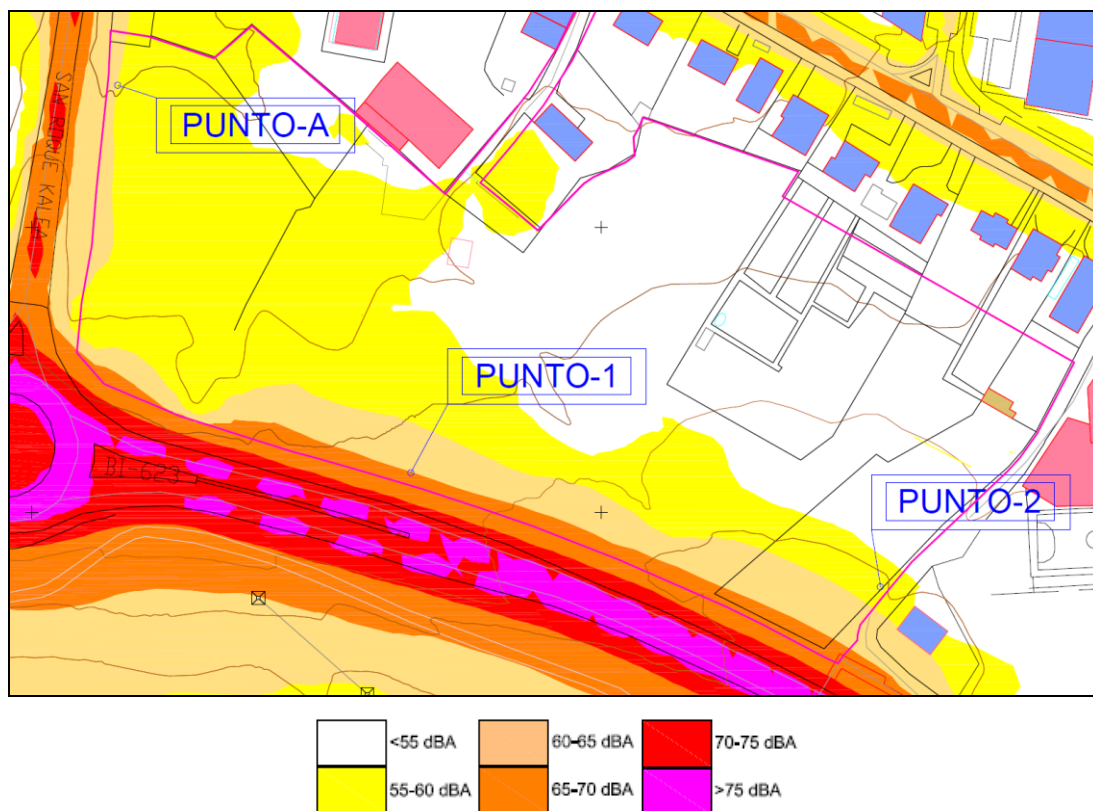 SAN ROQUE KALEA
PUNTO-A
PUNTO-1
BI-623
PUNTO-2
<55 dBA
60-65 dBA
70-75 dBA
55-60 dBA
65-70 dBA
>75 dBA